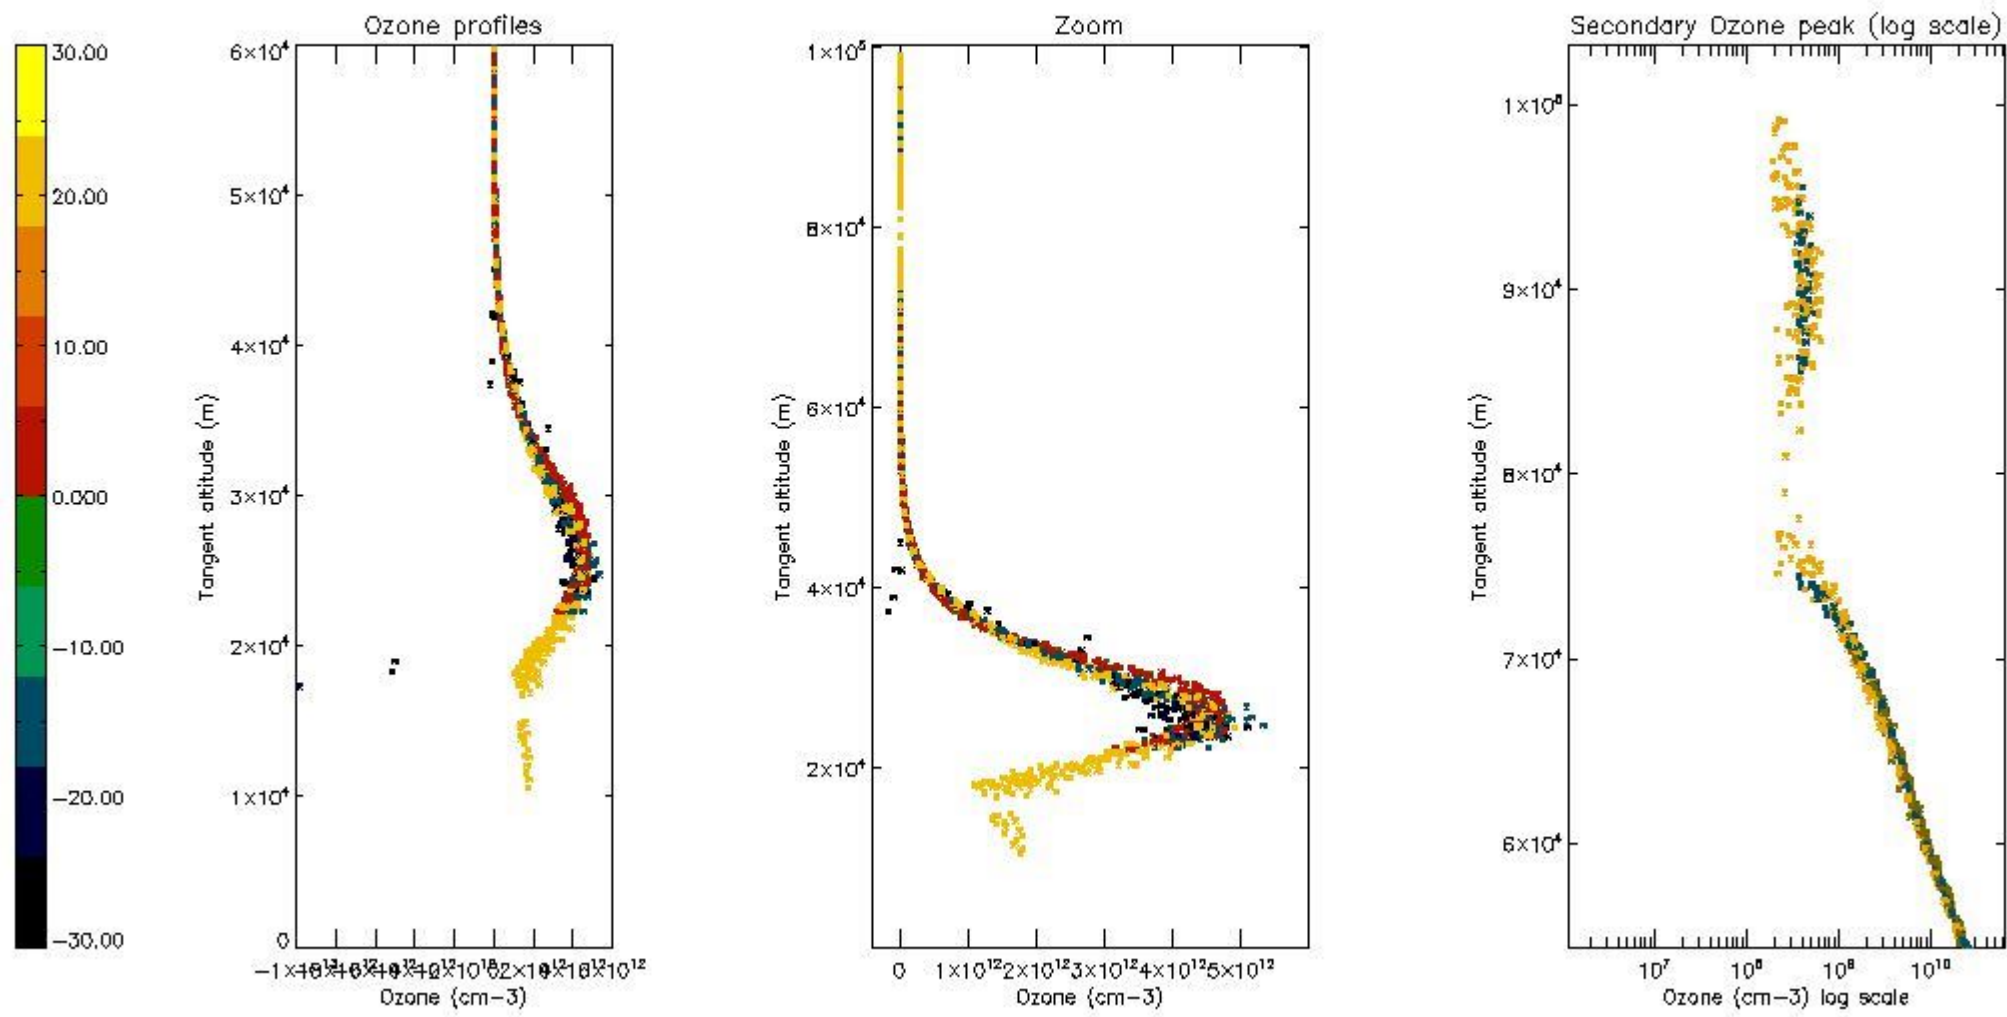 Ozone profiles
Zoom
Secondary Ozone peak (log scale)
30.00
20.00
10.00
0.000
−10.00
−20.00
−30.00
6×10⁴
5×10⁴
4×10⁴
3×10⁴
2×10⁴
1×10⁴
0
Tangent altitude (m)
Ozone (cm−3)
1×10⁵
8×10⁴
6×10⁴
4×10⁴
2×10⁴
Tangent altitude (m)
0 1×10¹² 2×10¹² 3×10¹² 4×10¹² 5×10¹²
Ozone (cm−3)
9×10⁴
8×10⁴
7×10⁴
6×10⁴
Tangent altitude (m)
10⁷ 10⁸ 10⁹ 10¹⁰
Ozone (cm−3) log scale